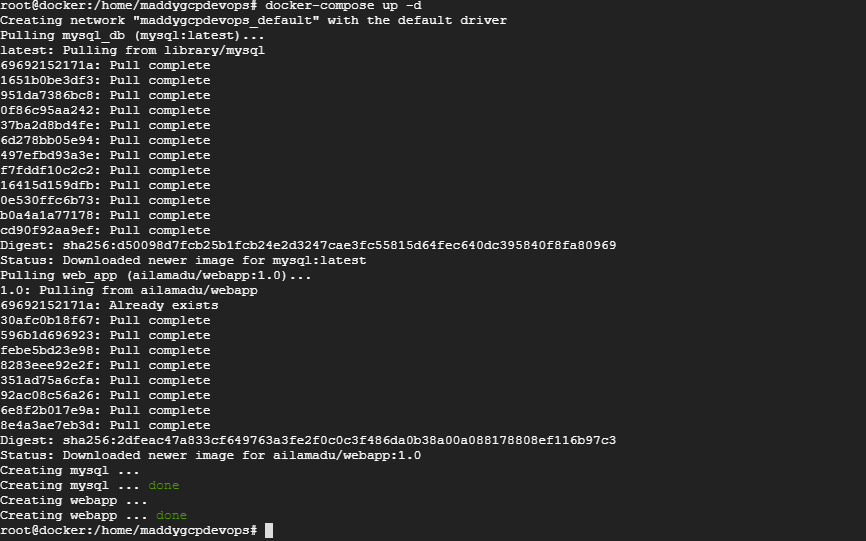 root@docker:/home/maddygcpdevops# docker-compose up -d
Creating network "maddygcpdevops_default" with the default driver
Pulling mysql_db (mysql:latest)...
latest: Pulling from library/mysql
69692152171a: Pull complete
1651b0be3df3: Pull complete
951da7386bc8: Pull complete
0f86c95aa242: Pull complete
37ba2d8bd4fe: Pull complete
6d278bb05e94: Pull complete
497efbd93a3e: Pull complete
f7fddf10c2c2: Pull complete
16415d159dfb: Pull complete
0e530ffc6b73: Pull complete
b0a4a1a77178: Pull complete
cd90f92aa9ef: Pull complete
Digest: sha256:d50098d7fcb25b1fcb24e2d3247cae3fc55815d64fec640dc395840f8fa80969
Status: Downloaded newer image for mysql:latest
Pulling web_app (ailamadu/webapp:1.0)...
1.0: Pulling from ailamadu/webapp
69692152171a: Already exists
30afc0b18f67: Pull complete
596b1d696923: Pull complete
febe5bd23e98: Pull complete
8283eee92e2f: Pull complete
351ad75a6cfa: Pull complete
92ac08c56a26: Pull complete
6e8f2b017e9a: Pull complete
8e4a3ae7eb3d: Pull complete
Digest: sha256:2dfeac47a833cf649763a3fe2f0c0c3f486da0b38a00a088178808ef116b97c3
Status: Downloaded newer image for ailamadu/webapp:1.0
Creating mysql ...
Creating mysql ... done
Creating webapp ...
Creating webapp ... done
root@docker:/home/maddygcpdevops#